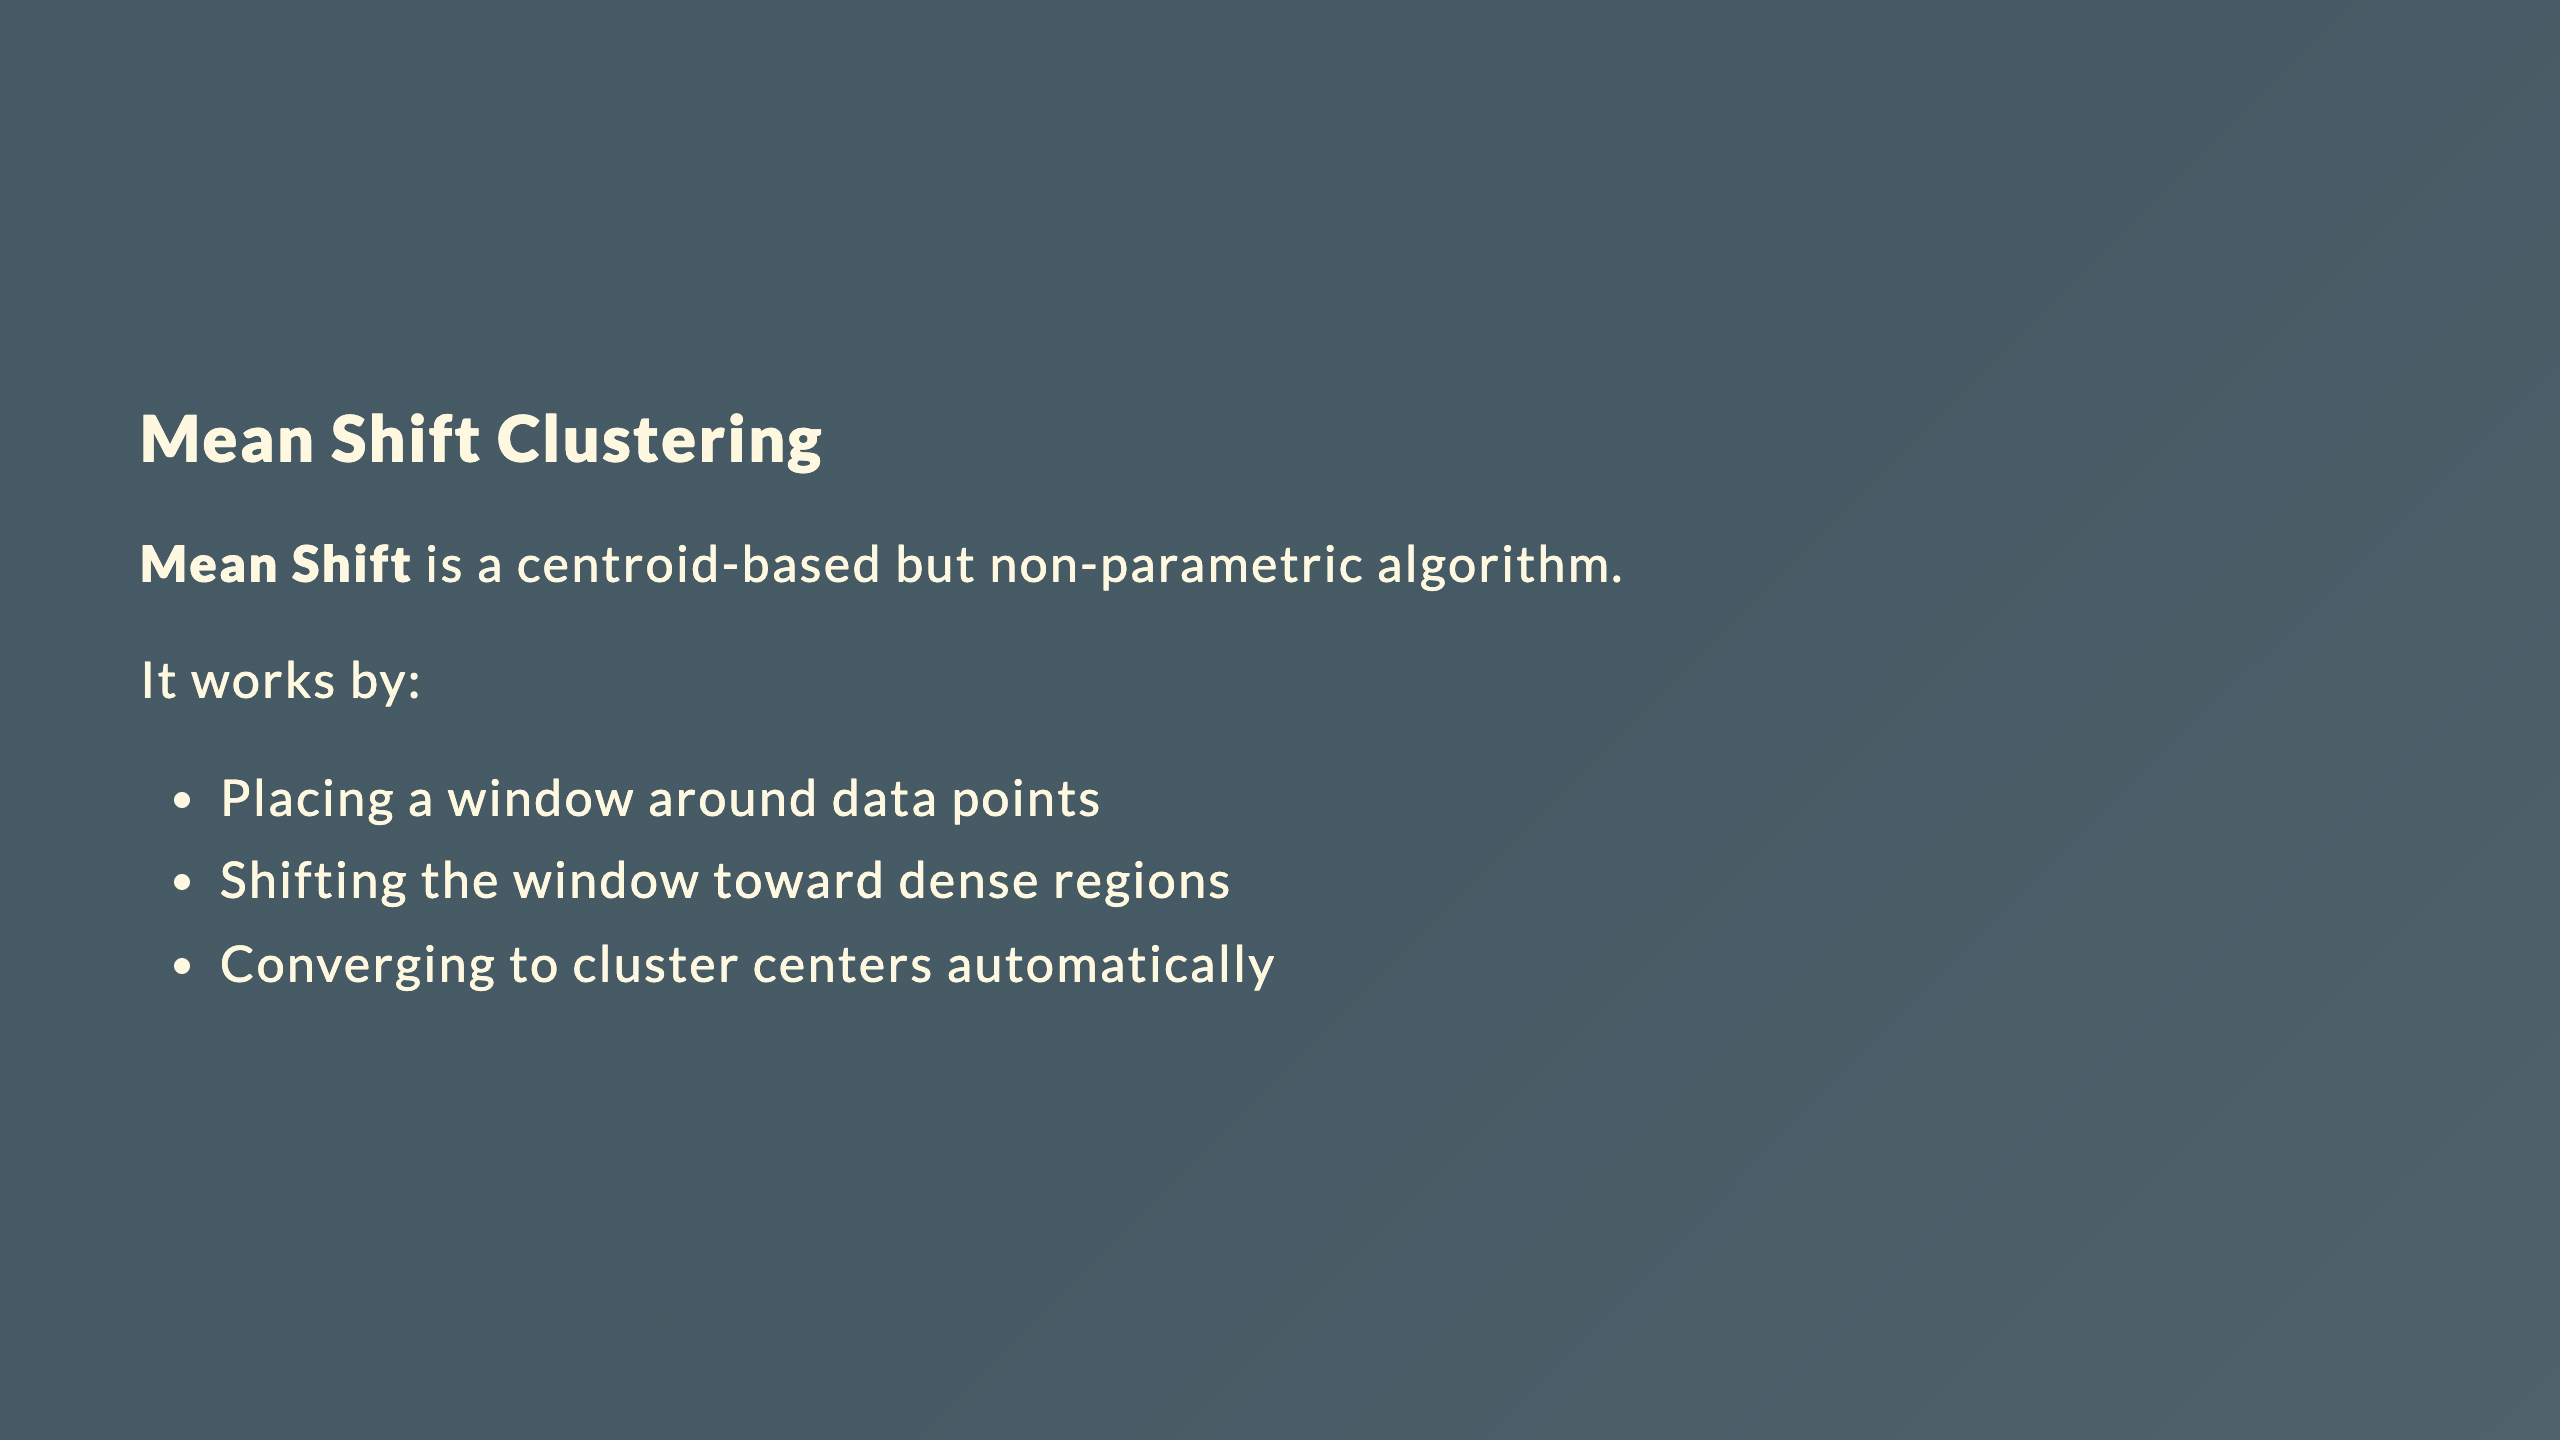 Mean Shift Clustering
Mean Shift is a centroid-based but non-parametric algorithm.
It works by:
• Placing a window around data points
• Shifting the window toward dense regions
• Converging to cluster centers automatically